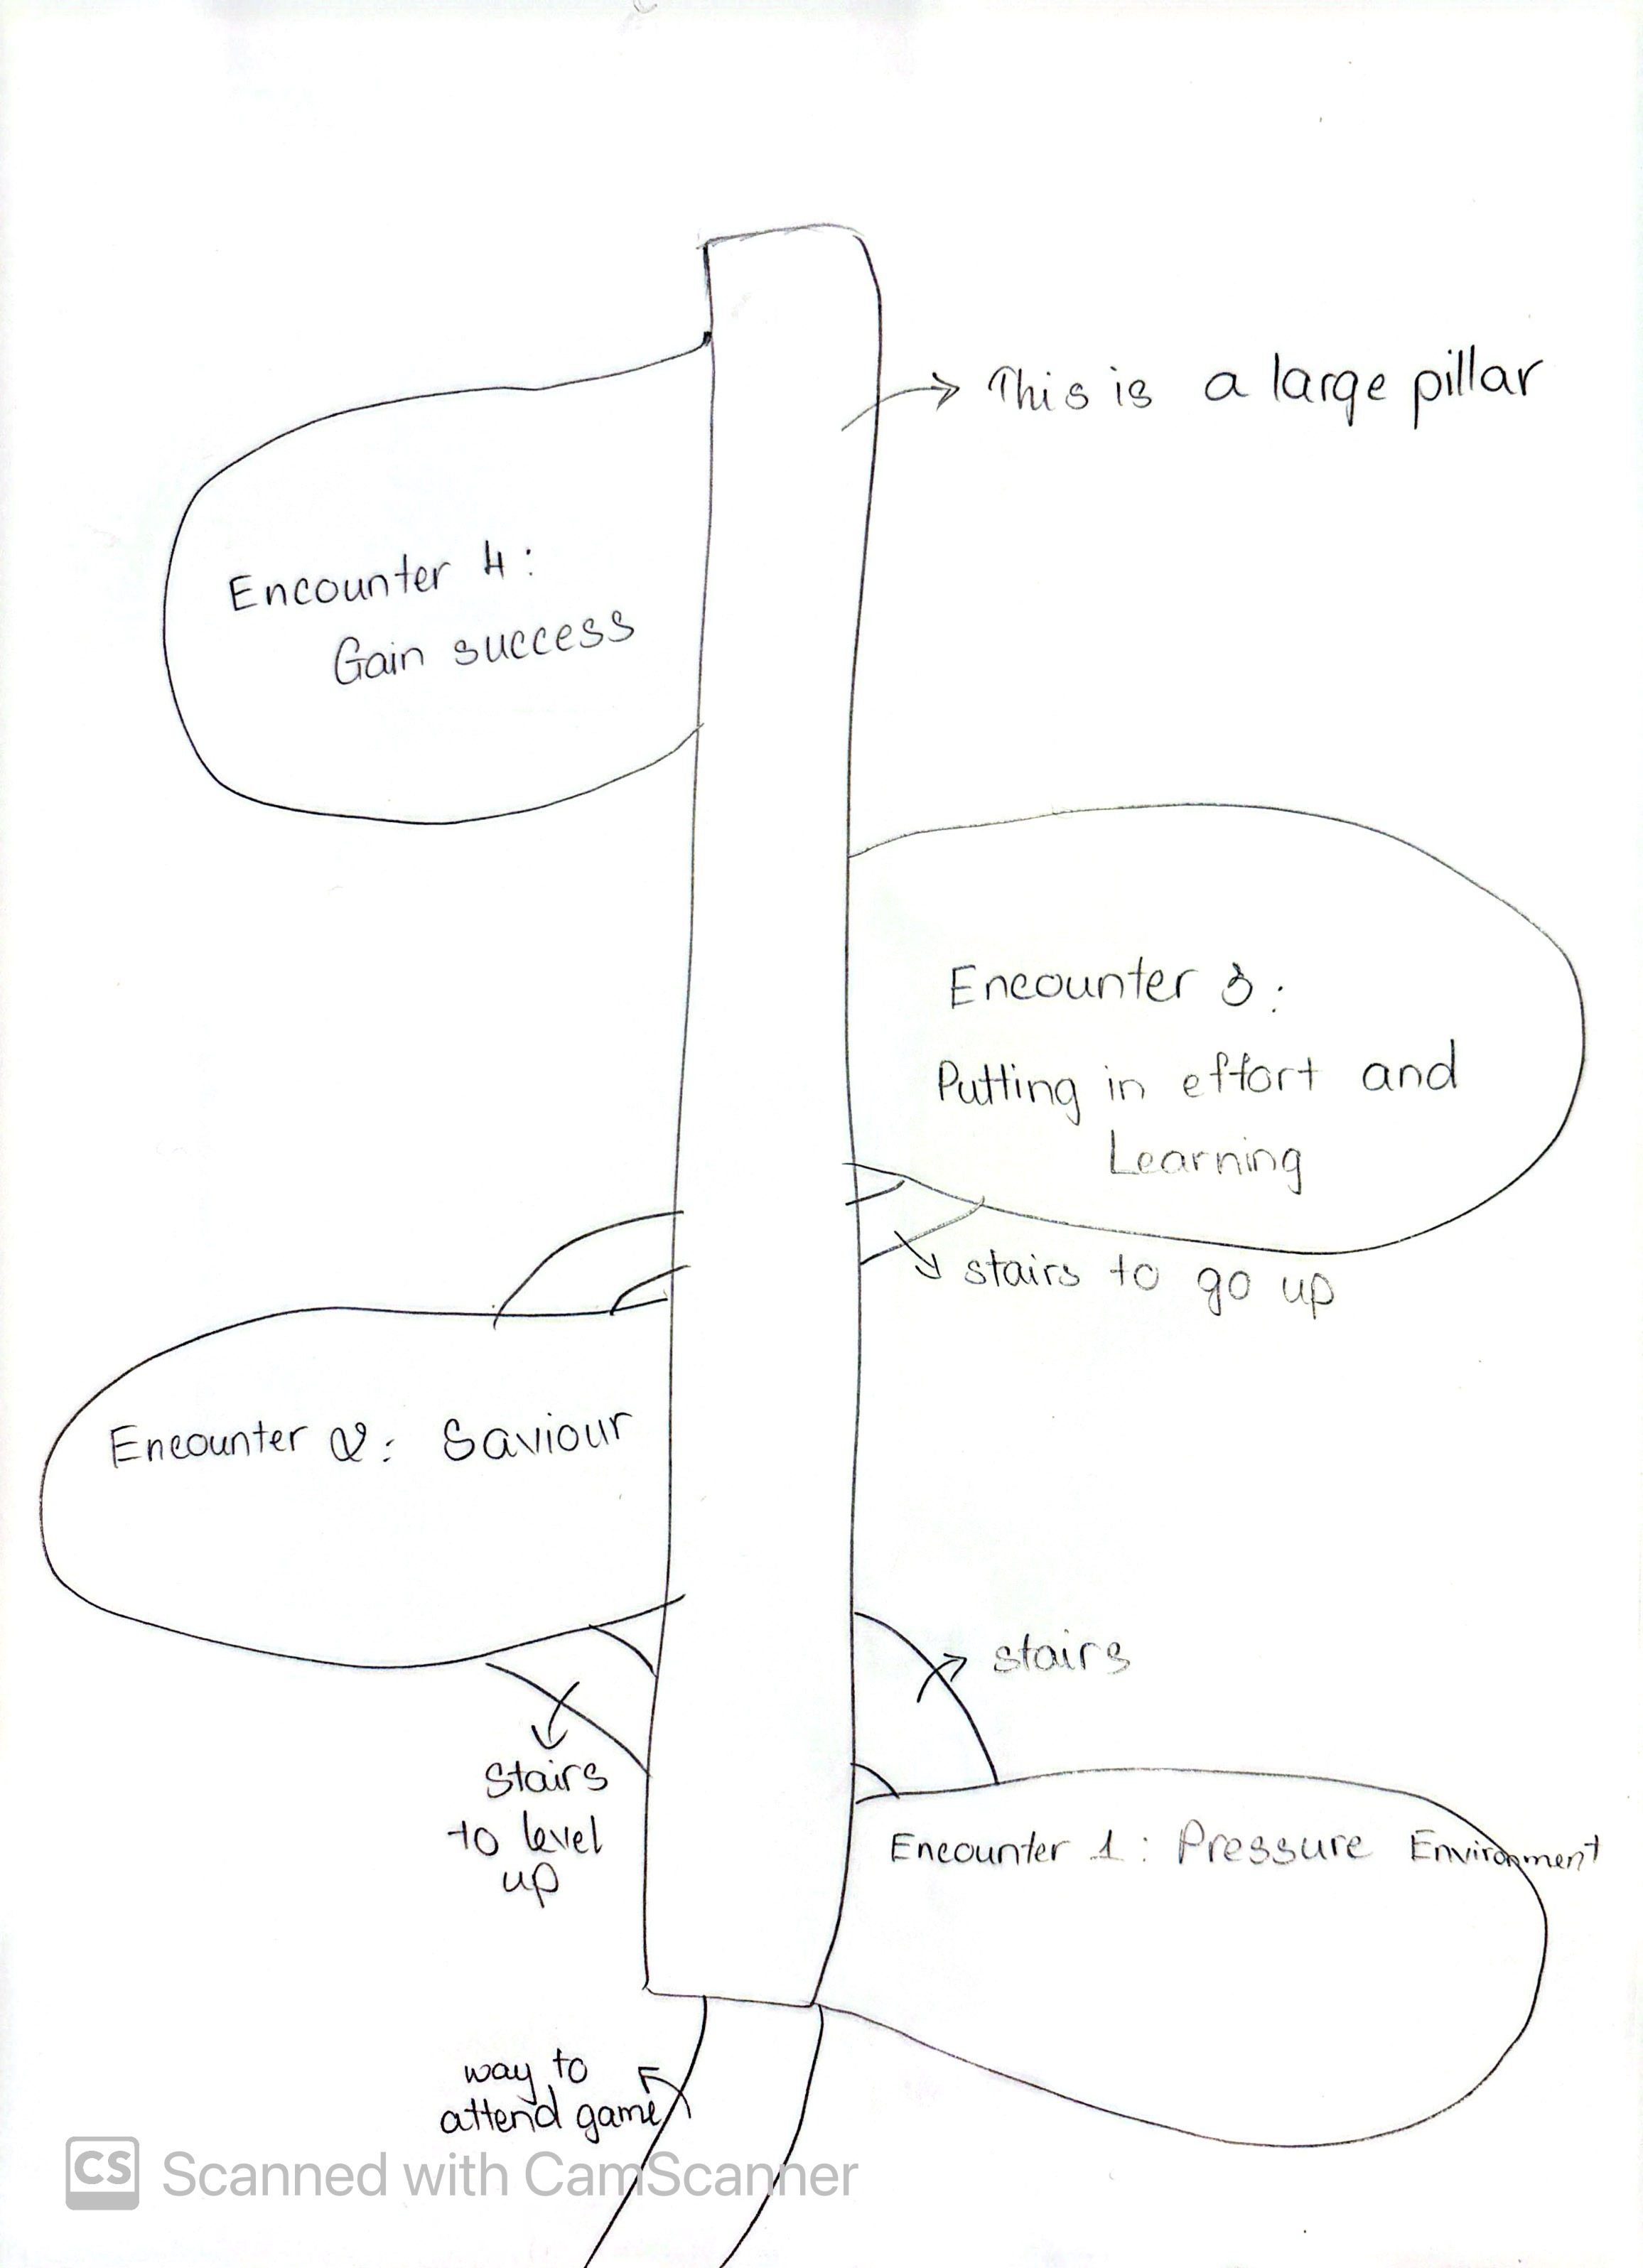 This is a large pillar
Encounter 4:
Gain success
Encounter 3:
Putting in effort and
Learning
stairs to go up
Encounter 2: Saviour
stairs
Stairs
to level
up
Encounter 1: Pressure Environment
way to
attend game
CS Scanned with CamScanner